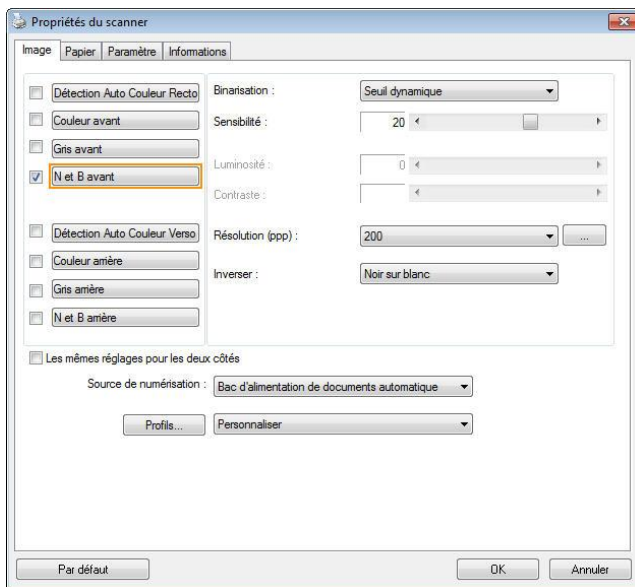 Propriétés du scanner
Image Papier Paramètre Informations
Détection Auto Couleur Recto
Couleur avant
Gris avant
N et B avant
Détection Auto Couleur Verso
Couleur arrière
Gris arrière
N et B arrière
Binarisation : Seuil dynamique
Sensibilité : 20
Luminosité : 0
Contraste :
Résolution (ppp) : 200 ...
Inverser : Noir sur blanc
Les mêmes réglages pour les deux côtés
Source de numérisation : Bac d'alimentation de documents automatique
Profils... Personnaliser
Par défaut OK Annuler